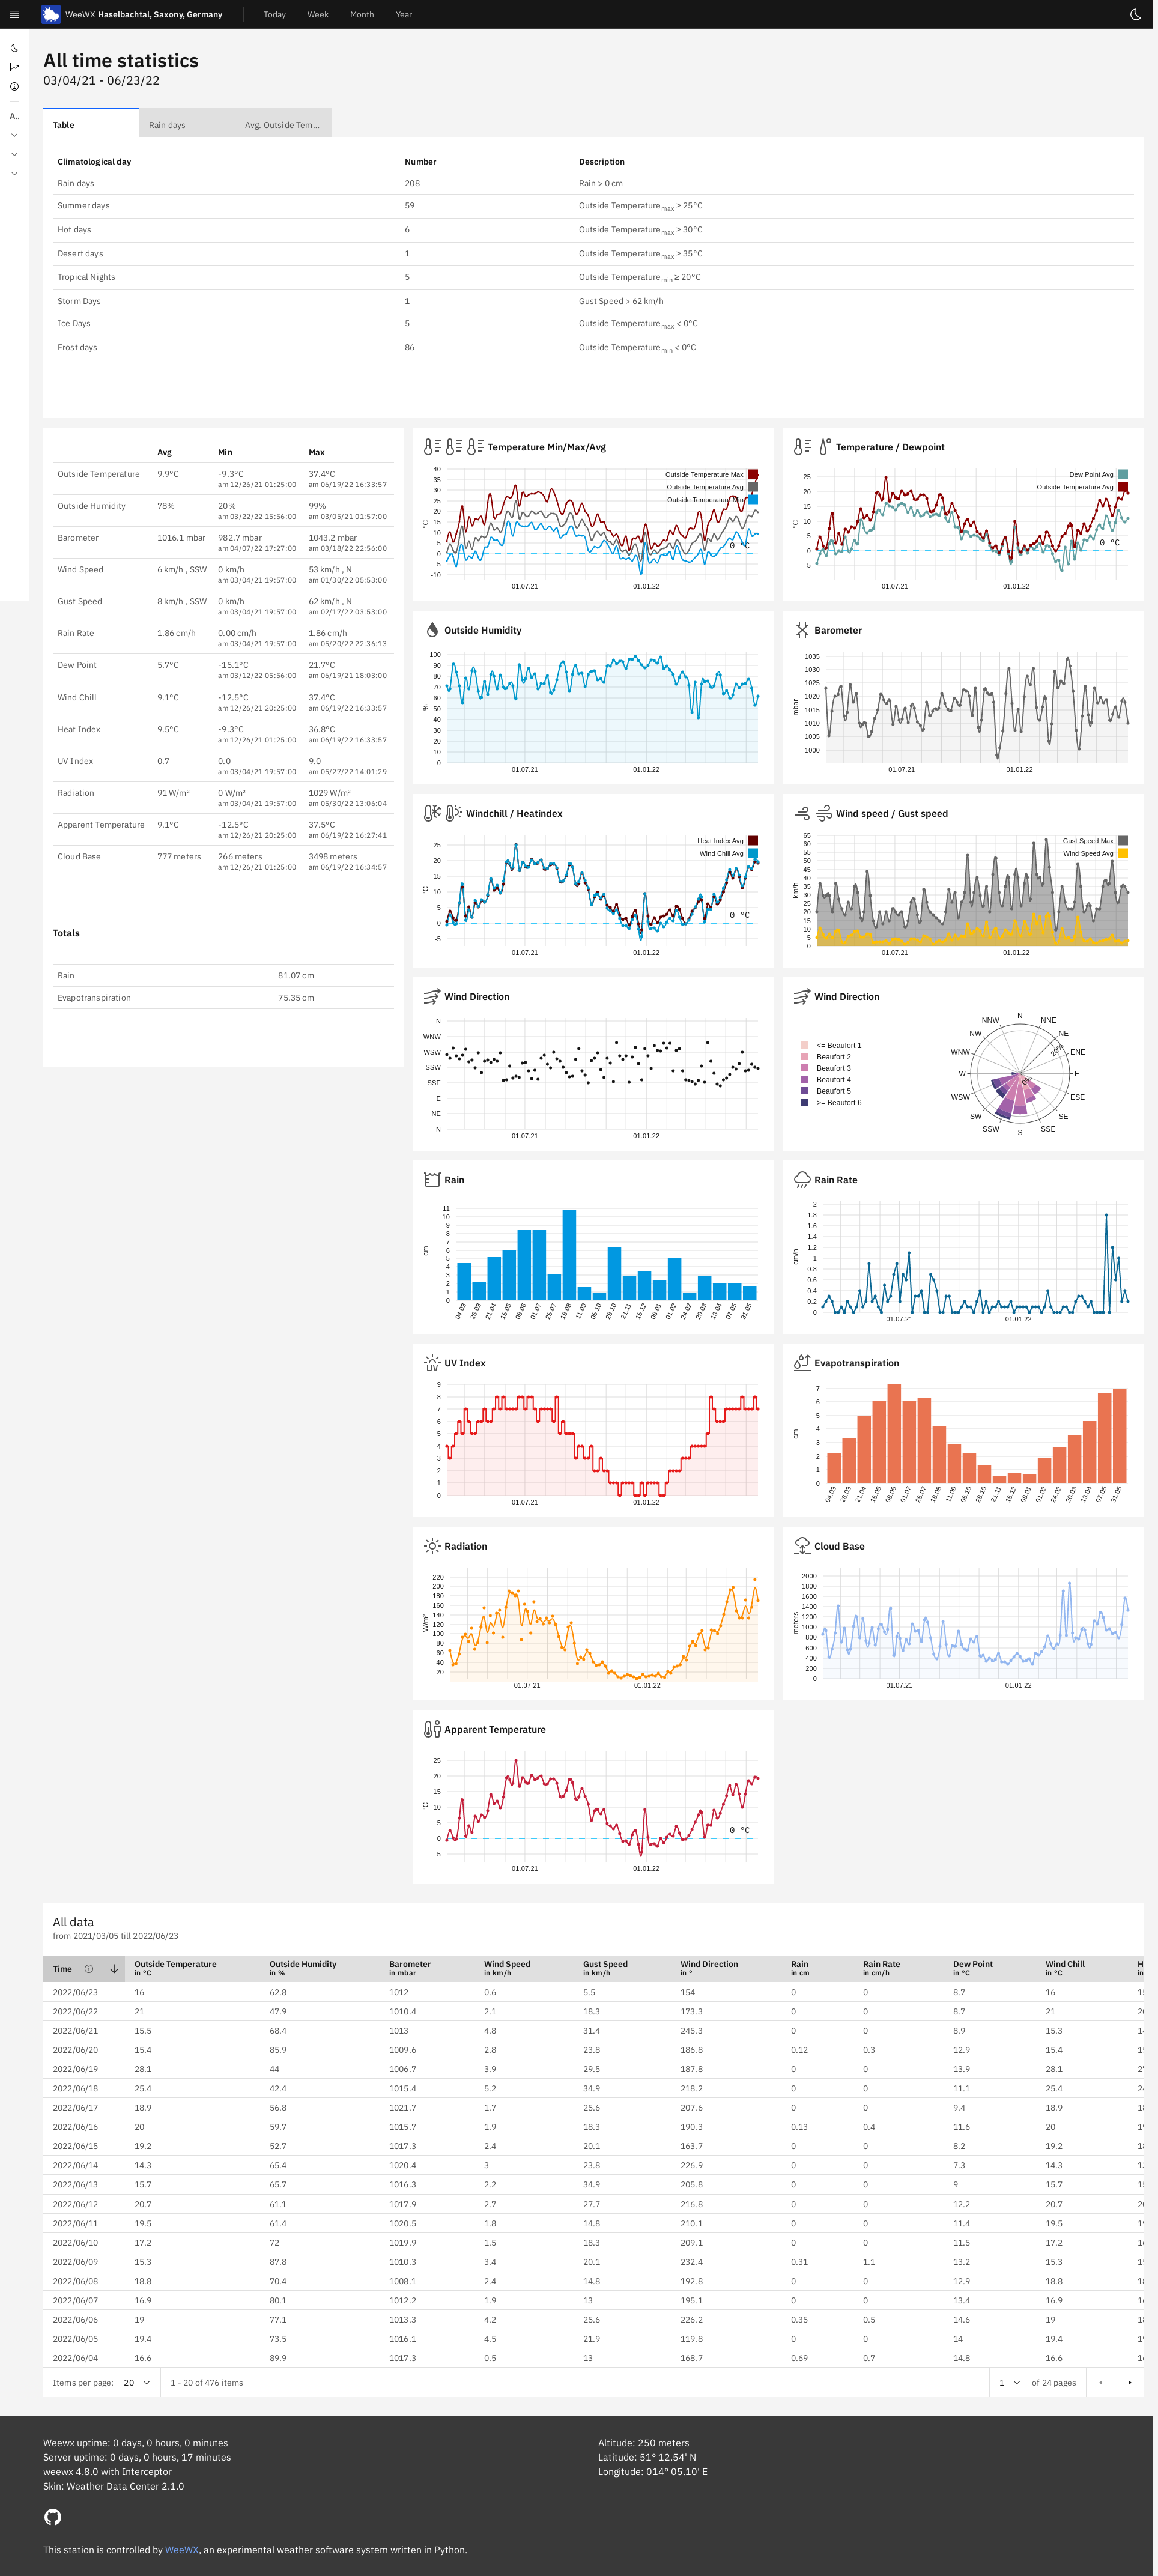 WeeWX Haselbachtal, Saxony, Germany Today Week Month Year
All time statistics
03/04/21 - 06/23/22
A..
Table Rain days Avg. Outside Tem...
Climatological day Number Description
Rain days 208 Rain > 0 cm
Summer days 59 Outside Temperaturemax ≥ 25°C
Hot days 6 Outside Temperaturemax ≥ 30°C
Desert days 1 Outside Temperaturemax ≥ 35°C
Tropical Nights 5 Outside Temperaturemin ≥ 20°C
Storm Days 1 Gust Speed > 62 km/h
Ice Days 5 Outside Temperaturemax < 0°C
Frost days 86 Outside Temperaturemin < 0°C
Avg Min Max
Outside Temperature 9.9°C -9.3°C 37.4°C
am 12/26/21 01:25:00 am 06/19/22 16:33:57
Outside Humidity 78% 20% 99%
am 03/22/22 15:56:00 am 03/05/21 01:57:00
Barometer 1016.1 mbar 982.7 mbar 1043.2 mbar
am 04/07/22 17:27:00 am 03/18/22 22:56:00
Wind Speed 6 km/h , SSW 0 km/h 53 km/h , N
am 03/04/21 19:57:00 am 01/30/22 05:53:00
Gust Speed 8 km/h , SSW 0 km/h 62 km/h , N
am 03/04/21 19:57:00 am 02/17/22 03:53:00
Rain Rate 1.86 cm/h 0.00 cm/h 1.86 cm/h
am 03/04/21 19:57:00 am 05/20/22 22:36:13
Dew Point 5.7°C -15.1°C 21.7°C
am 03/12/22 05:56:00 am 06/19/21 18:03:00
Wind Chill 9.1°C -12.5°C 37.4°C
am 12/26/21 20:25:00 am 06/19/22 16:33:57
Heat Index 9.5°C -9.3°C 36.8°C
am 12/26/21 01:25:00 am 06/19/22 16:33:57
UV Index 0.7 0.0 9.0
am 03/04/21 19:57:00 am 05/27/22 14:01:29
Radiation 91 W/m² 0 W/m² 1029 W/m²
am 03/04/21 19:57:00 am 05/30/22 13:06:04
Apparent Temperature 9.1°C -12.5°C 37.5°C
am 12/26/21 20:25:00 am 06/19/22 16:27:41
Cloud Base 777 meters 266 meters 3498 meters
am 12/26/21 01:25:00 am 06/19/22 16:34:57
Totals
Rain 81.07 cm
Evapotranspiration 75.35 cm
Temperature Min/Max/Avg
Outside Temperature Max
Outside Temperature Avg
Outside Temperature Min
°C
40
35
30
25
20
15
10
5
0
-5
-10
0 °C
01.07.21 01.01.22
Temperature / Dewpoint
Dew Point Avg
Outside Temperature Avg
°C
25
20
15
10
5
0
-5
0 °C
01.07.21 01.01.22
Outside Humidity
%
100
90
80
70
60
50
40
30
20
10
0
01.07.21 01.01.22
Barometer
mbar
1035
1030
1025
1020
1015
1010
1005
1000
01.07.21 01.01.22
Windchill / Heatindex
Heat Index Avg
Wind Chill Avg
°C
25
20
15
10
5
0
-5
0 °C
01.07.21 01.01.22
Wind speed / Gust speed
Gust Speed Max
Wind Speed Avg
km/h
65
60
55
50
45
40
35
30
25
20
15
10
5
0
01.07.21 01.01.22
Wind Direction
N
WNW
WSW
SSW
SSE
E
NE
N
01.07.21 01.01.22
Wind Direction
<= Beaufort 1
Beaufort 2
Beaufort 3
Beaufort 4
Beaufort 5
>= Beaufort 6
N
NNW NNE
NW NE
WNW ENE
W E
WSW ESE
SW SE
SSW SSE
S
20%
0%
Rain
cm
11
10
9
8
7
6
5
4
3
2
1
0
04.03 28.03 21.04 15.05 08.06 01.07 25.07 18.08 11.09 05.10 28.10 21.11 15.12 08.01 01.02 24.02 20.03 13.04 07.05 31.05
Rain Rate
cm/h
2
1.8
1.6
1.4
1.2
1
0.8
0.6
0.4
0.2
0
01.07.21 01.01.22
UV Index
9
8
7
6
5
4
3
2
1
0
01.07.21 01.01.22
Evapotranspiration
cm
7
6
5
4
3
2
1
0
04.03 28.03 21.04 15.05 08.06 01.07 25.07 18.08 11.09 05.10 28.10 21.11 15.12 08.01 01.02 24.02 20.03 13.04 07.05 31.05
Radiation
W/m²
220
200
180
160
140
120
100
80
60
40
20
01.07.21 01.01.22
Cloud Base
meters
2000
1800
1600
1400
1200
1000
800
600
400
200
0
01.07.21 01.01.22
Apparent Temperature
°C
25
20
15
10
5
0
-5
0 °C
01.07.21 01.01.22
All data
from 2021/03/05 till 2022/06/23
Time Outside Temperature Outside Humidity Barometer Wind Speed Gust Speed Wind Direction Rain Rain Rate Dew Point Wind Chill
in °C in % in mbar in km/h in km/h in ° in cm in cm/h in °C in °C
2022/06/23 16 62.8 1012 0.6 5.5 154 0 0 8.7 16
2022/06/22 21 47.9 1010.4 2.1 18.3 173.3 0 0 8.7 21
2022/06/21 15.5 68.4 1013 4.8 31.4 245.3 0 0 8.9 15.3
2022/06/20 15.4 85.9 1009.6 2.8 23.8 186.8 0.12 0.3 12.9 15.4
2022/06/19 28.1 44 1006.7 3.9 29.5 187.8 0 0 13.9 28.1
2022/06/18 25.4 42.4 1015.4 5.2 34.9 218.2 0 0 11.1 25.4
2022/06/17 18.9 56.8 1021.7 1.7 25.6 207.6 0 0 9.4 18.9
2022/06/16 20 59.7 1015.7 1.9 18.3 190.3 0.13 0.4 11.6 20
2022/06/15 19.2 52.7 1017.3 2.4 20.1 163.7 0 0 8.2 19.2
2022/06/14 14.3 65.4 1020.4 3 23.8 226.9 0 0 7.3 14.3
2022/06/13 15.7 65.7 1016.3 2.2 34.9 205.8 0 0 9 15.7
2022/06/12 20.7 61.1 1017.9 2.7 27.7 216.8 0 0 12.2 20.7
2022/06/11 19.5 61.4 1020.5 1.8 14.8 210.1 0 0 11.4 19.5
2022/06/10 17.2 72 1019.9 1.5 18.3 209.1 0 0 11.5 17.2
2022/06/09 15.3 87.8 1010.3 3.4 20.1 232.4 0.31 1.1 13.2 15.3
2022/06/08 18.8 70.4 1008.1 2.4 14.8 192.8 0 0 12.9 18.8
2022/06/07 16.9 80.1 1012.2 1.9 13 195.1 0 0 13.4 16.9
2022/06/06 19 77.1 1013.3 4.2 25.6 226.2 0.35 0.5 14.6 19
2022/06/05 19.4 73.5 1016.1 4.5 21.9 119.8 0 0 14 19.4
2022/06/04 16.6 89.9 1017.3 0.5 13 168.7 0.69 0.7 14.8 16.6
Items per page: 20 1 - 20 of 476 items 1 of 24 pages
Weewx uptime: 0 days, 0 hours, 0 minutes
Server uptime: 0 days, 0 hours, 17 minutes
weewx 4.8.0 with Interceptor
Skin: Weather Data Center 2.1.0
Altitude: 250 meters
Latitude: 51° 12.54' N
Longitude: 014° 05.10' E
This station is controlled by WeeWX, an experimental weather software system written in Python.